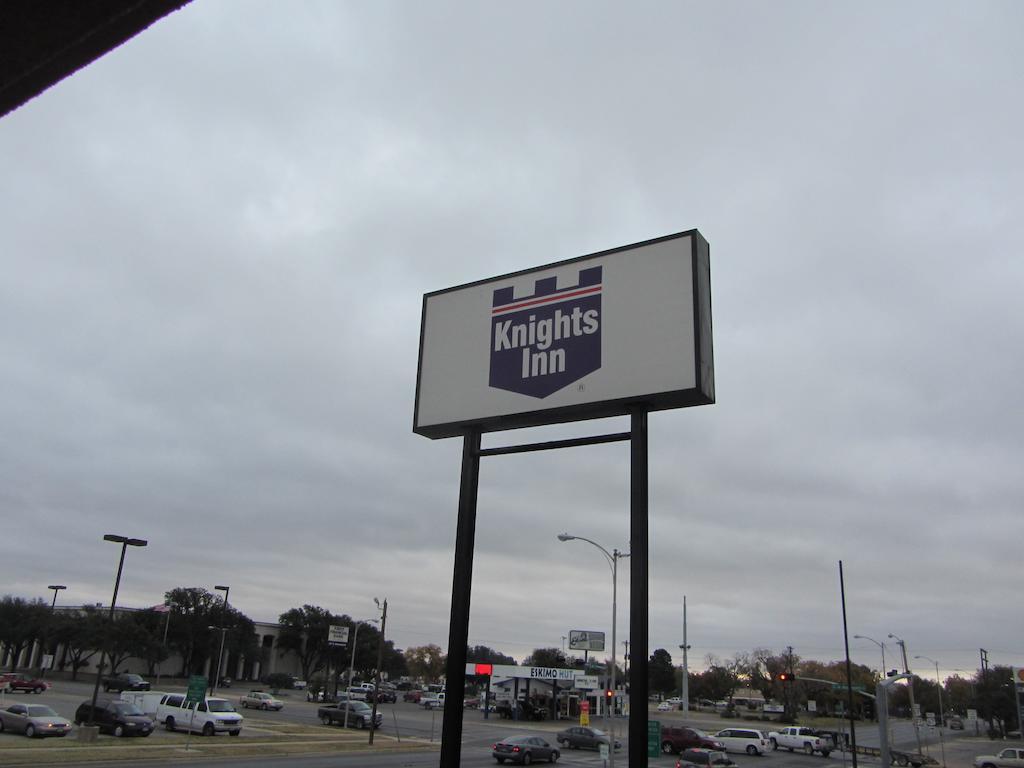 Knights
Inn
®
ESKIMO HUT